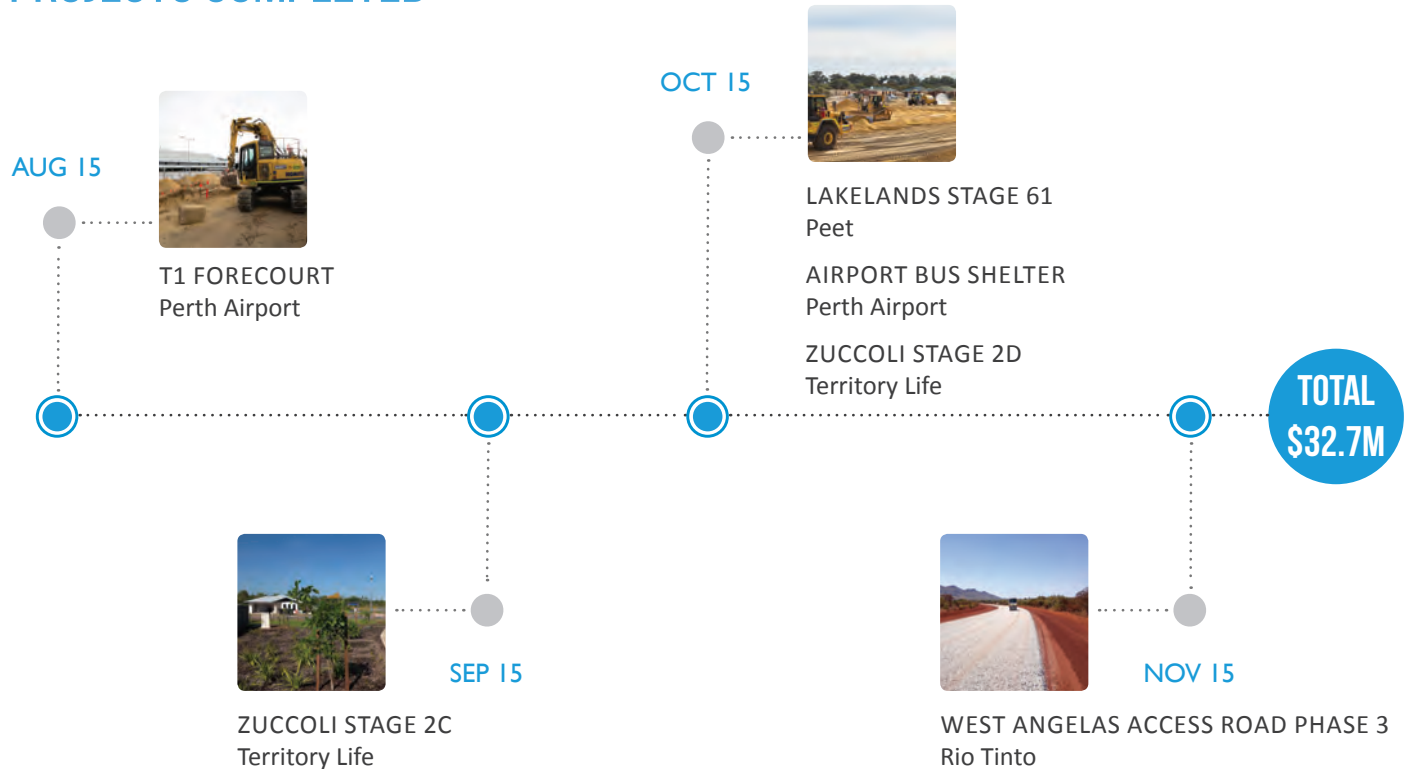 PROJECTS COMPLETED
AUG 15
T1 FORECOURT
Perth Airport
SEP 15
ZUCCOLI STAGE 2C
Territory Life
OCT 15
LAKELANDS STAGE 61
Peet
AIRPORT BUS SHELTER
Perth Airport
ZUCCOLI STAGE 2D
Territory Life
NOV 15
WEST ANGELAS ACCESS ROAD PHASE 3
Rio Tinto
TOTAL
$32.7M